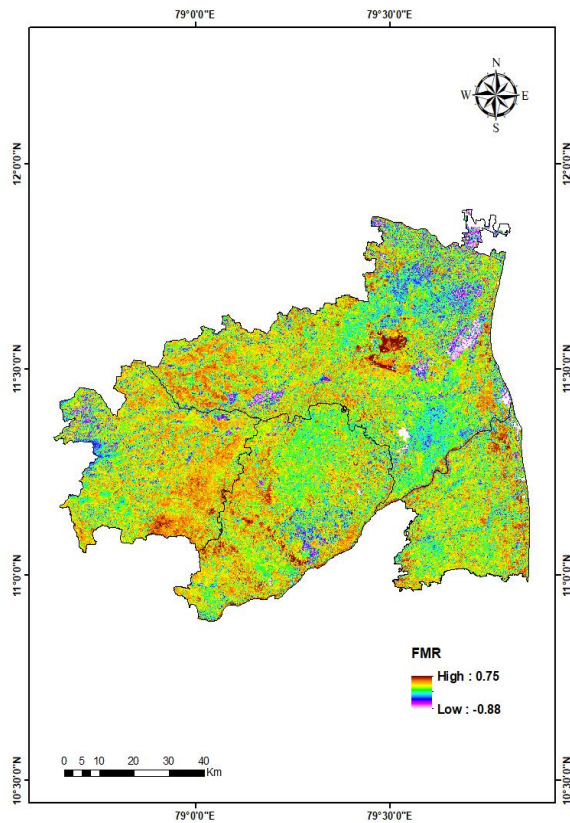 79°0'0"E 79°30'0"E
N
W E
S
12°0'0"N 12°0'0"N
11°30'0"N 11°30'0"N
11°0'0"N 11°0'0"N
FMR
High : 0.75
Low : -0.88
0 5 10 20 30 40
Km
10°30'0"N 10°30'0"N
79°0'0"E 79°30'0"E